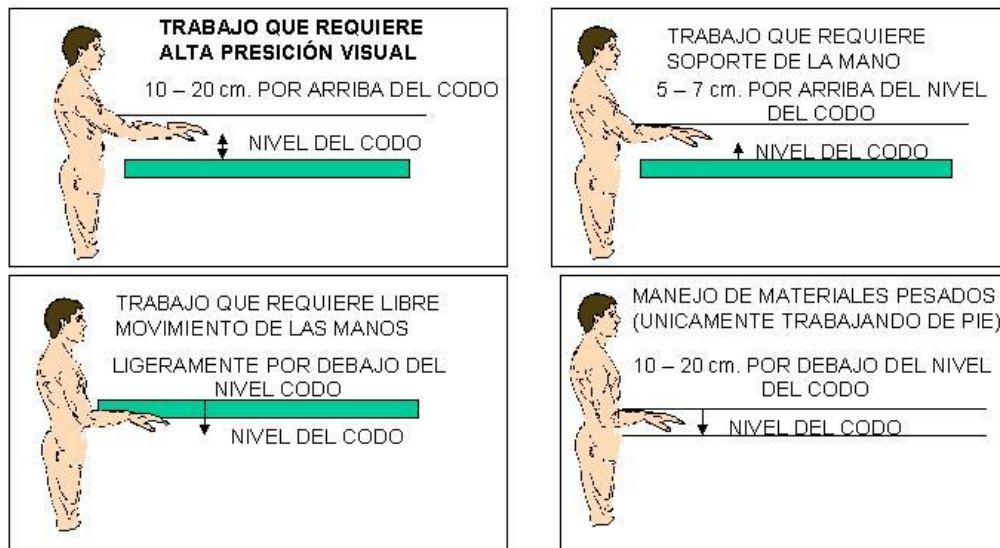 TRABAJO QUE REQUIERE
ALTA PRESICIÓN VISUAL
10 – 20 cm. POR ARRIBA DEL CODO
NIVEL DEL CODO
TRABAJO QUE REQUIERE
SOPORTE DE LA MANO
5 – 7 cm. POR ARRIBA DEL NIVEL
DEL CODO
NIVEL DEL CODO
TRABAJO QUE REQUIERE LIBRE
MOVIMIENTO DE LAS MANOS
LIGERAMENTE POR DEBAJO DEL
NIVEL CODO
NIVEL DEL CODO
MANEJO DE MATERIALES PESADOS
(UNICAMENTE TRABAJANDO DE PIE)
10 – 20 cm. POR DEBAJO DEL NIVEL
DEL CODO
NIVEL DEL CODO